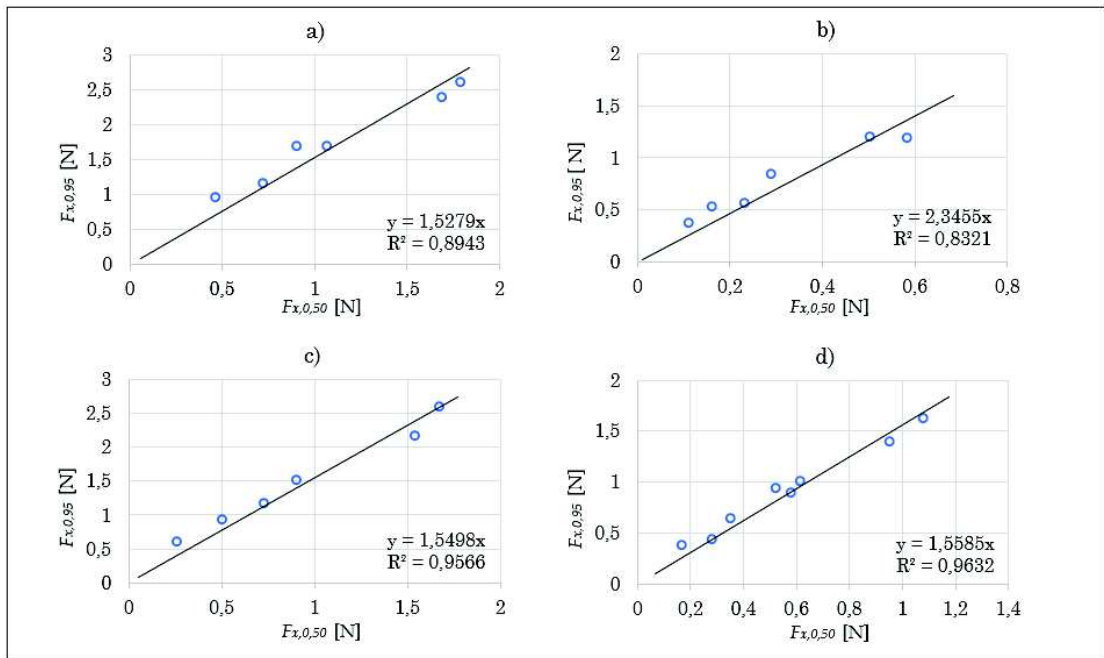 a)
3
2,5
2
1,5
1
0,5
0
0
0,5
1
1,5
2
Fx,0,95 [N]
Fx,0,50 [N]
y = 1,5279x
R² = 0,8943
b)
2
1,5
1
0,5
0
0
0,2
0,4
0,6
0,8
Fx,0,95 [ N]
Fx,0,50 [N]
y = 2,3455x
R² = 0,8321
c)
3
2,5
2
1,5
1
0,5
0
0
0,5
1
1,5
2
Fx,0,95 [N]
Fx,0,50 [N]
y = 1,5498x
R² = 0,9566
d)
2
1,5
1
0,5
0
0
0,2
0,4
0,6
0,8
1
1,2
1,4
Fx,0,95 [N]
Fx,0,50 [N]
y = 1,5585x
R² = 0,9632